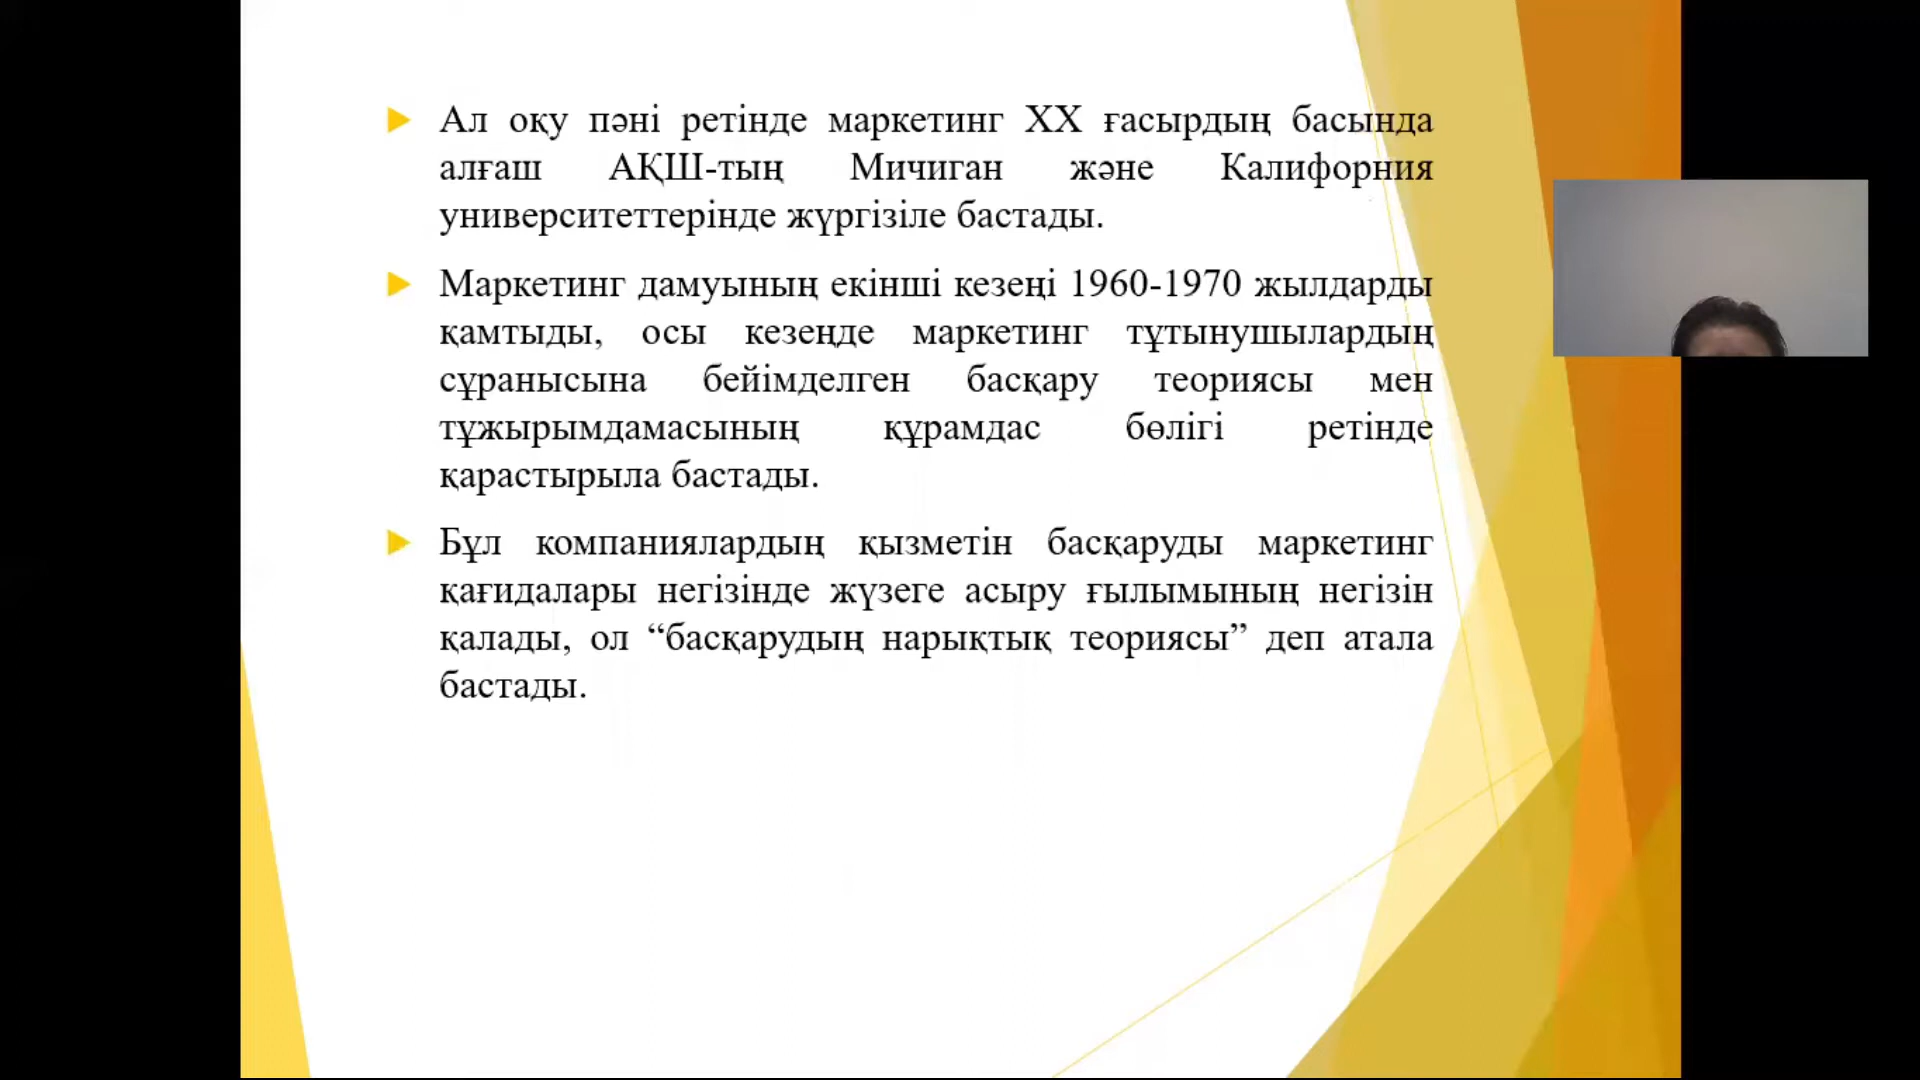 Ал оқу пәні ретінде маркетинг ХХ ғасырдың басында
алғаш АҚШ-тың Мичиган және Калифорния
университеттерінде жүргізіле бастады.
Маркетинг дамуының екінші кезеңі 1960-1970 жылдарды
қамтыды, осы кезеңде маркетинг тұтынушылардың
сұранысына бейімделген басқару теориясы мен
тұжырымдамасының құрамдас бөлігі ретінде
қарастырыла бастады.
Бұл компаниялардың қызметін басқаруды маркетинг
қағидалары негізінде жүзеге асыру ғылымының негізін
қалады, ол “басқарудың нарықтық теориясы” деп атала
бастады.